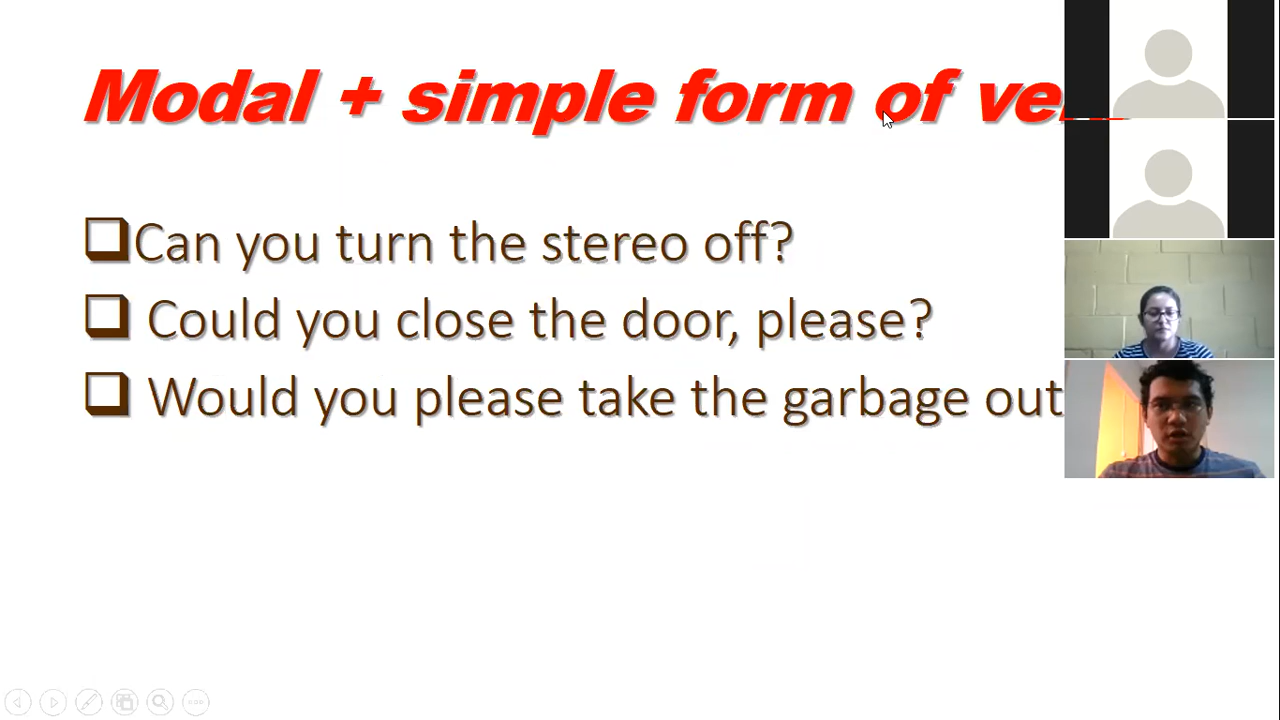 Modal + simple form of
Can you turn the stereo off?
Could you close the door, please?
Would you please take the garbage out